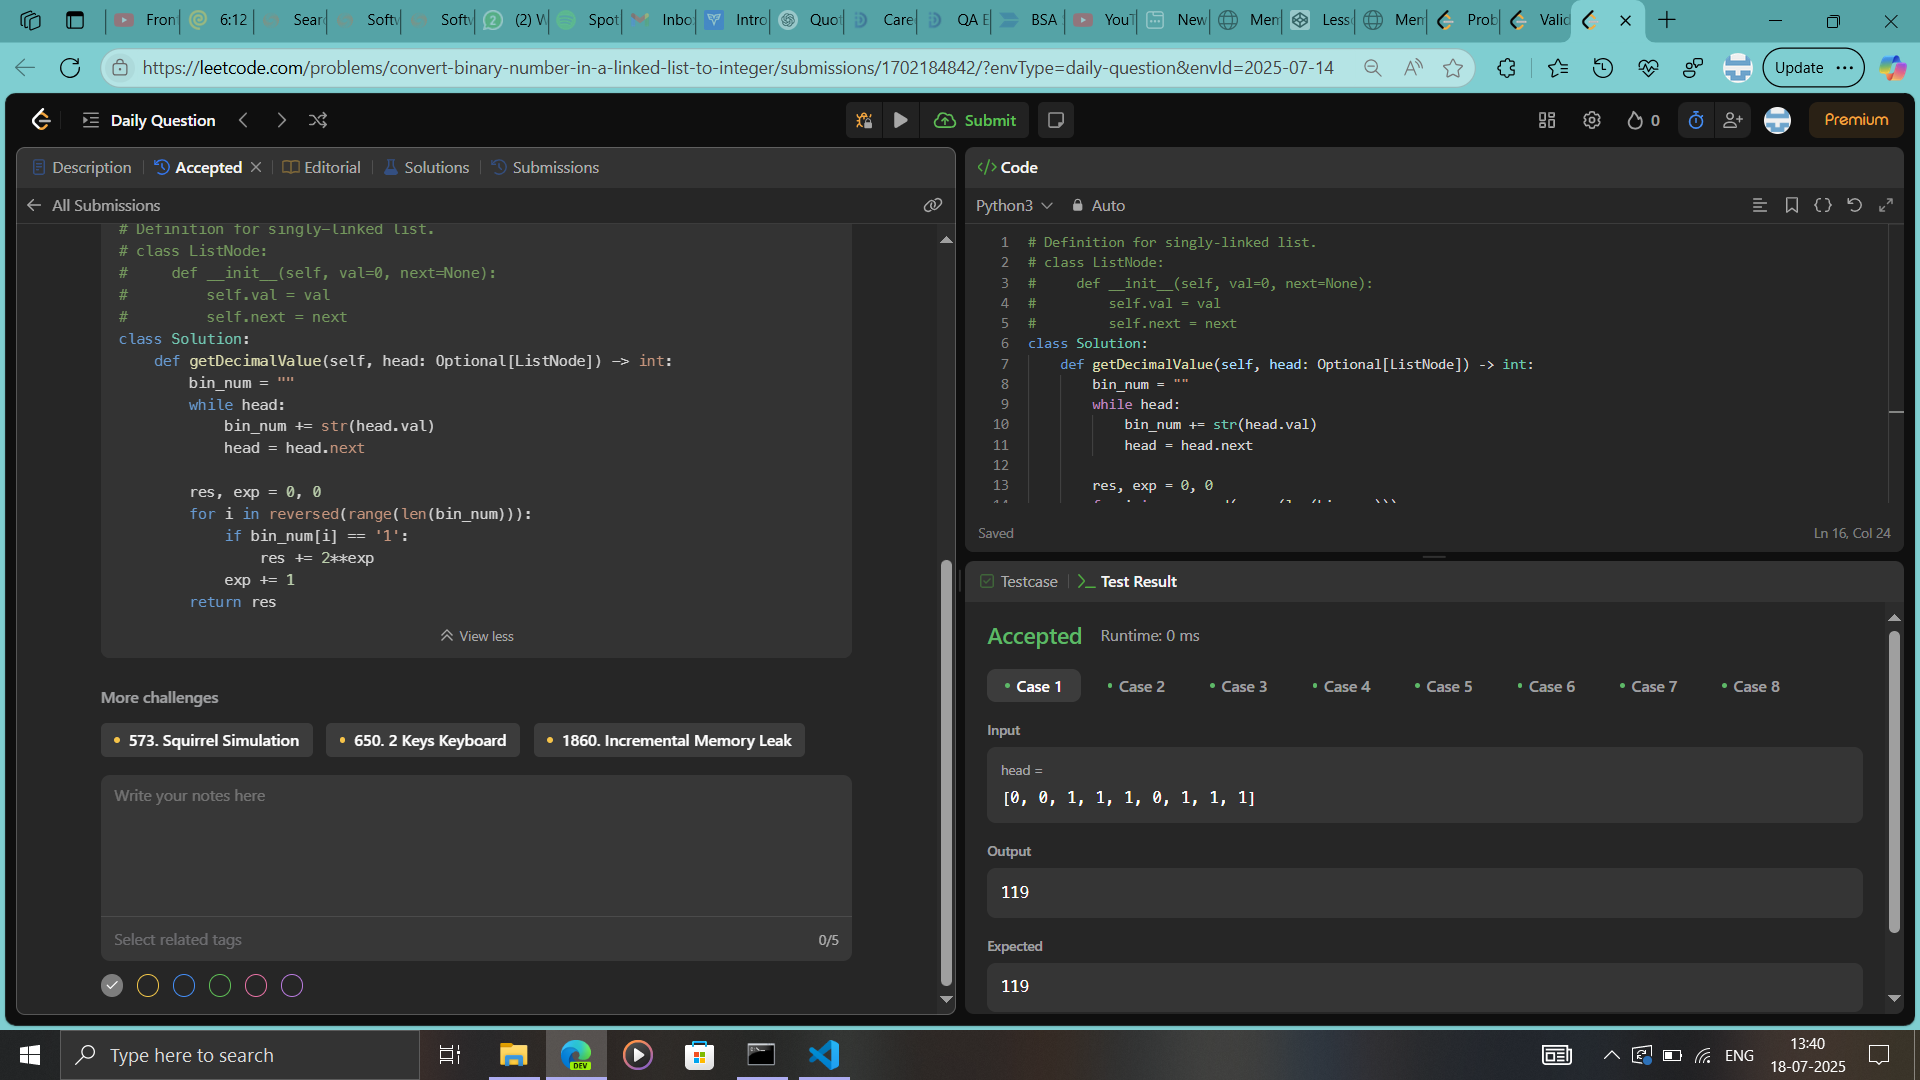 Fron
6:12
Sear
Softw
Softw
(2) W
Spot
Inbo
Intro
Quot
Care
QA E
BSA
YouT
New
Mem
Lesso
Mem
Prob
Valid
https://leetcode.com/problems/convert-binary-number-in-a-linked-list-to-integer/submissions/1702184842/?envType=daily-question&envId=2025-07-14
Update
Daily Question
Submit
0
Premium
Description
Accepted
Editorial
Solutions
Submissions
All Submissions
# Definition for singly-linked list.
# class ListNode:
#     def __init__(self, val=0, next=None):
#         self.val = val
#         self.next = next
class Solution:
    def getDecimalValue(self, head: Optional[ListNode]) -> int:
        bin_num = ""
        while head:
            bin_num += str(head.val)
            head = head.next
        res, exp = 0, 0
        for i in reversed(range(len(bin_num))):
            if bin_num[i] == '1':
                res += 2**exp
            exp += 1
        return res
View less
More challenges
573. Squirrel Simulation
650. 2 Keys Keyboard
1860. Incremental Memory Leak
Write your notes here
Select related tags
0/5
</> Code
Python3
Auto
1 # Definition for singly-linked list.
2 # class ListNode:
3 #     def __init__(self, val=0, next=None):
4 #         self.val = val
5 #         self.next = next
6 class Solution:
7     def getDecimalValue(self, head: Optional[ListNode]) -> int:
8         bin_num = ""
9         while head:
10             bin_num += str(head.val)
11             head = head.next
12
13         res, exp = 0, 0
Saved
Ln 16, Col 24
Testcase
Test Result
Accepted
Runtime: 0 ms
Case 1
Case 2
Case 3
Case 4
Case 5
Case 6
Case 7
Case 8
Input
head =
[0, 0, 1, 1, 1, 0, 1, 1, 1]
Output
119
Expected
119
Type here to search
DEV
ENG
13:40
18-07-2025